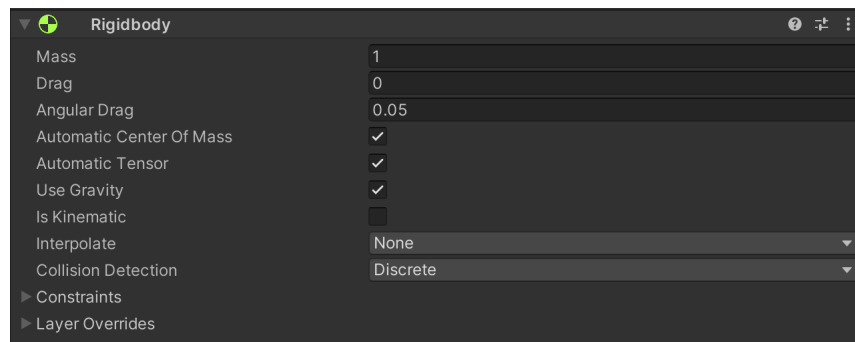 Rigidbody
Mass 1
Drag 0
Angular Drag 0.05
Automatic Center Of Mass
Automatic Tensor
Use Gravity
Is Kinematic
Interpolate None
Collision Detection Discrete
Constraints
Layer Overrides